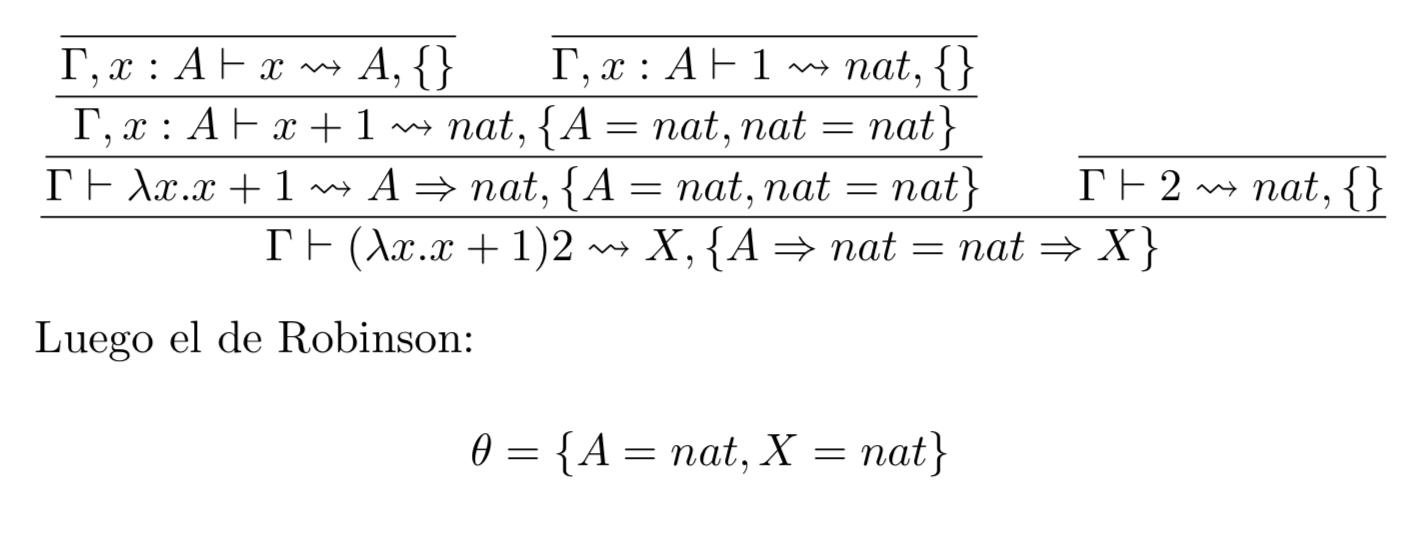 Γ, x : A ⊢ x ⇝ A, {}    Γ, x : A ⊢ 1 ⇝ nat, {}
Γ, x : A ⊢ x + 1 ⇝ nat, {A = nat, nat = nat}
Γ ⊢ λx.x + 1 ⇝ A ⇒ nat, {A = nat, nat = nat}    Γ ⊢ 2 ⇝ nat, {}
Γ ⊢ (λx.x + 1)2 ⇝ X, {A ⇒ nat = nat ⇒ X}
Luego el de Robinson:
θ = {A = nat, X = nat}